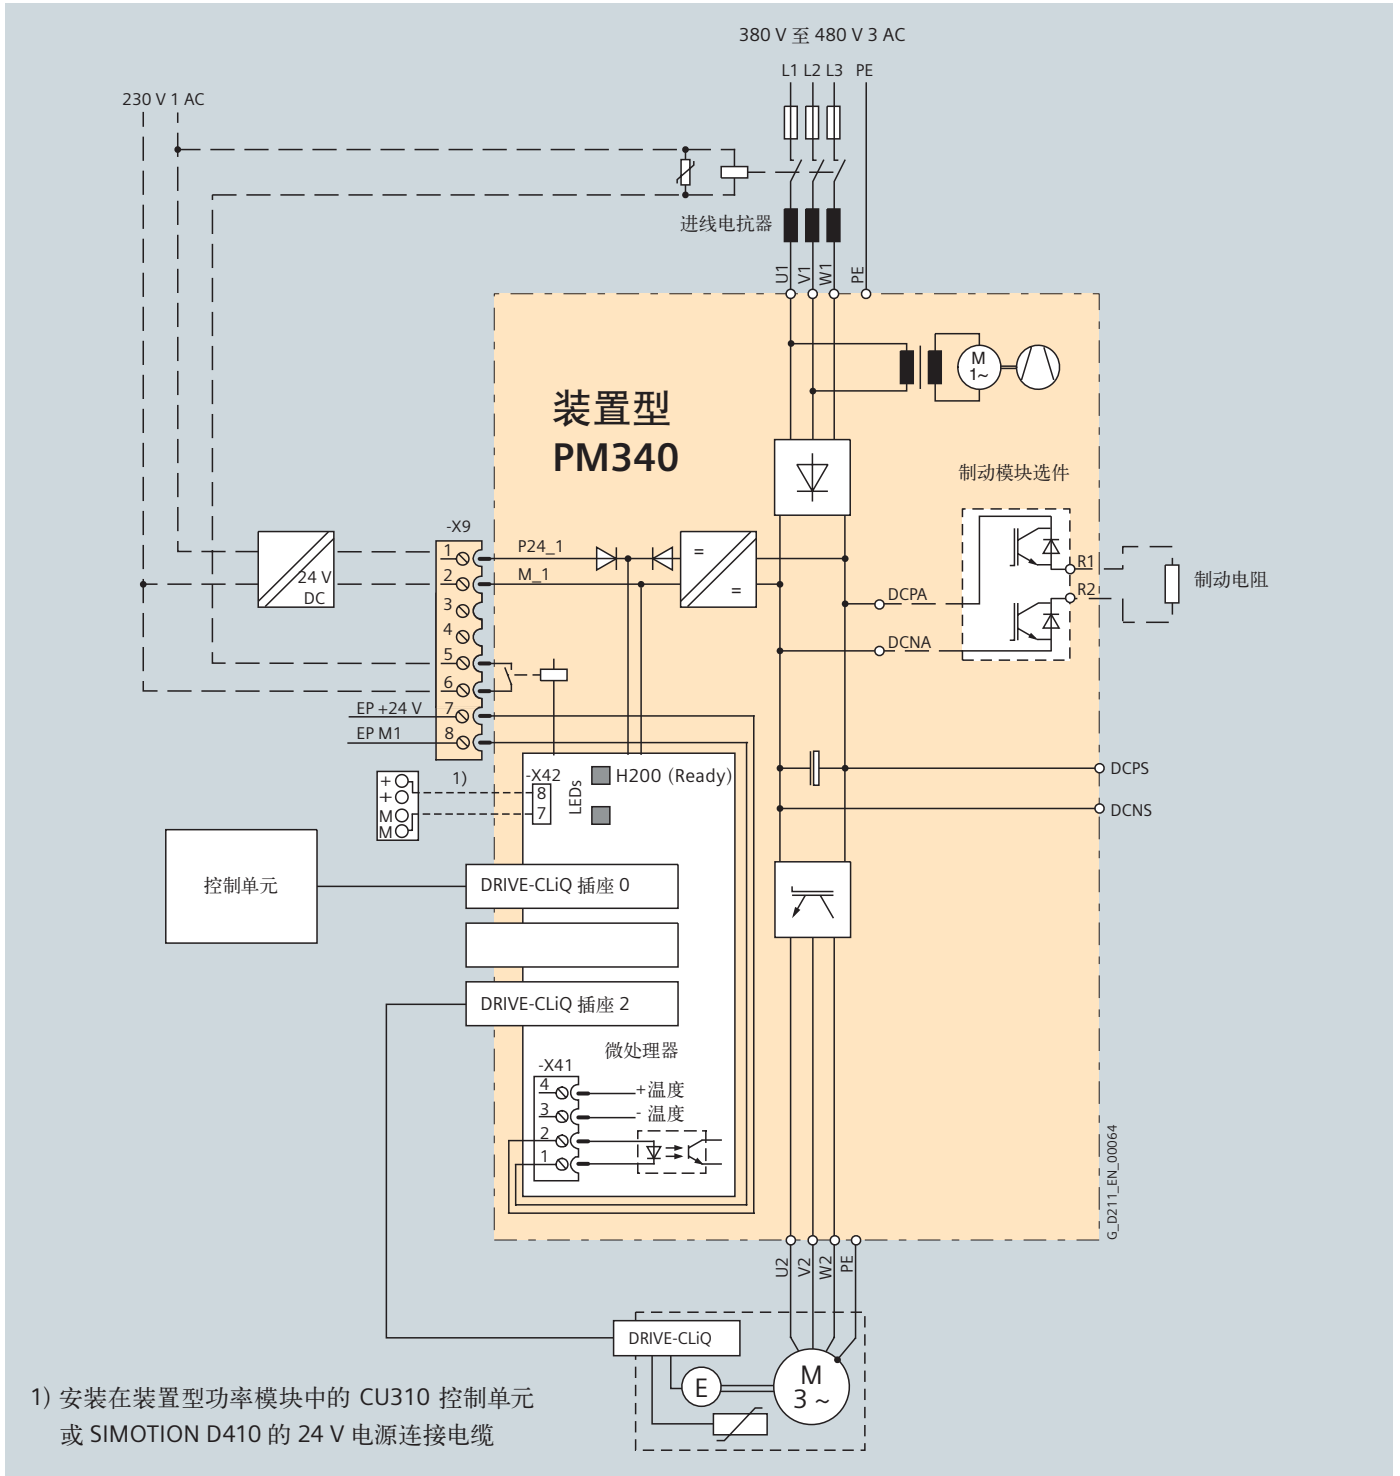 380 V 至 480 V 3 AC
L1 L2 L3 PE
230 V 1 AC
进线电抗器
U1
V1
W1
PE
M
1~
装置型
PM340
制动模块选件
-X9
1
2
3
4
5
6
7
8
24 V
DC
P24_1
M_1
=
=
R1
R2
制动电阻
DCPA
DCNA
EP +24 V
EP M1
DCPS
DCNS
1)
+
+
M
M
-X42
8
7
LEDs
H200 (Ready)
控制单元
DRIVE-CLiQ 插座 0
DRIVE-CLiQ 插座 2
微处理器
-X41
4
3
2
1
+温度
- 温度
G_D211_EN_00064
U2
V2
W2
PE
DRIVE-CLiQ
E
M
3 ~
1) 安装在装置型功率模块中的 CU310 控制单元
或 SIMOTION D410 的 24 V 电源连接电缆